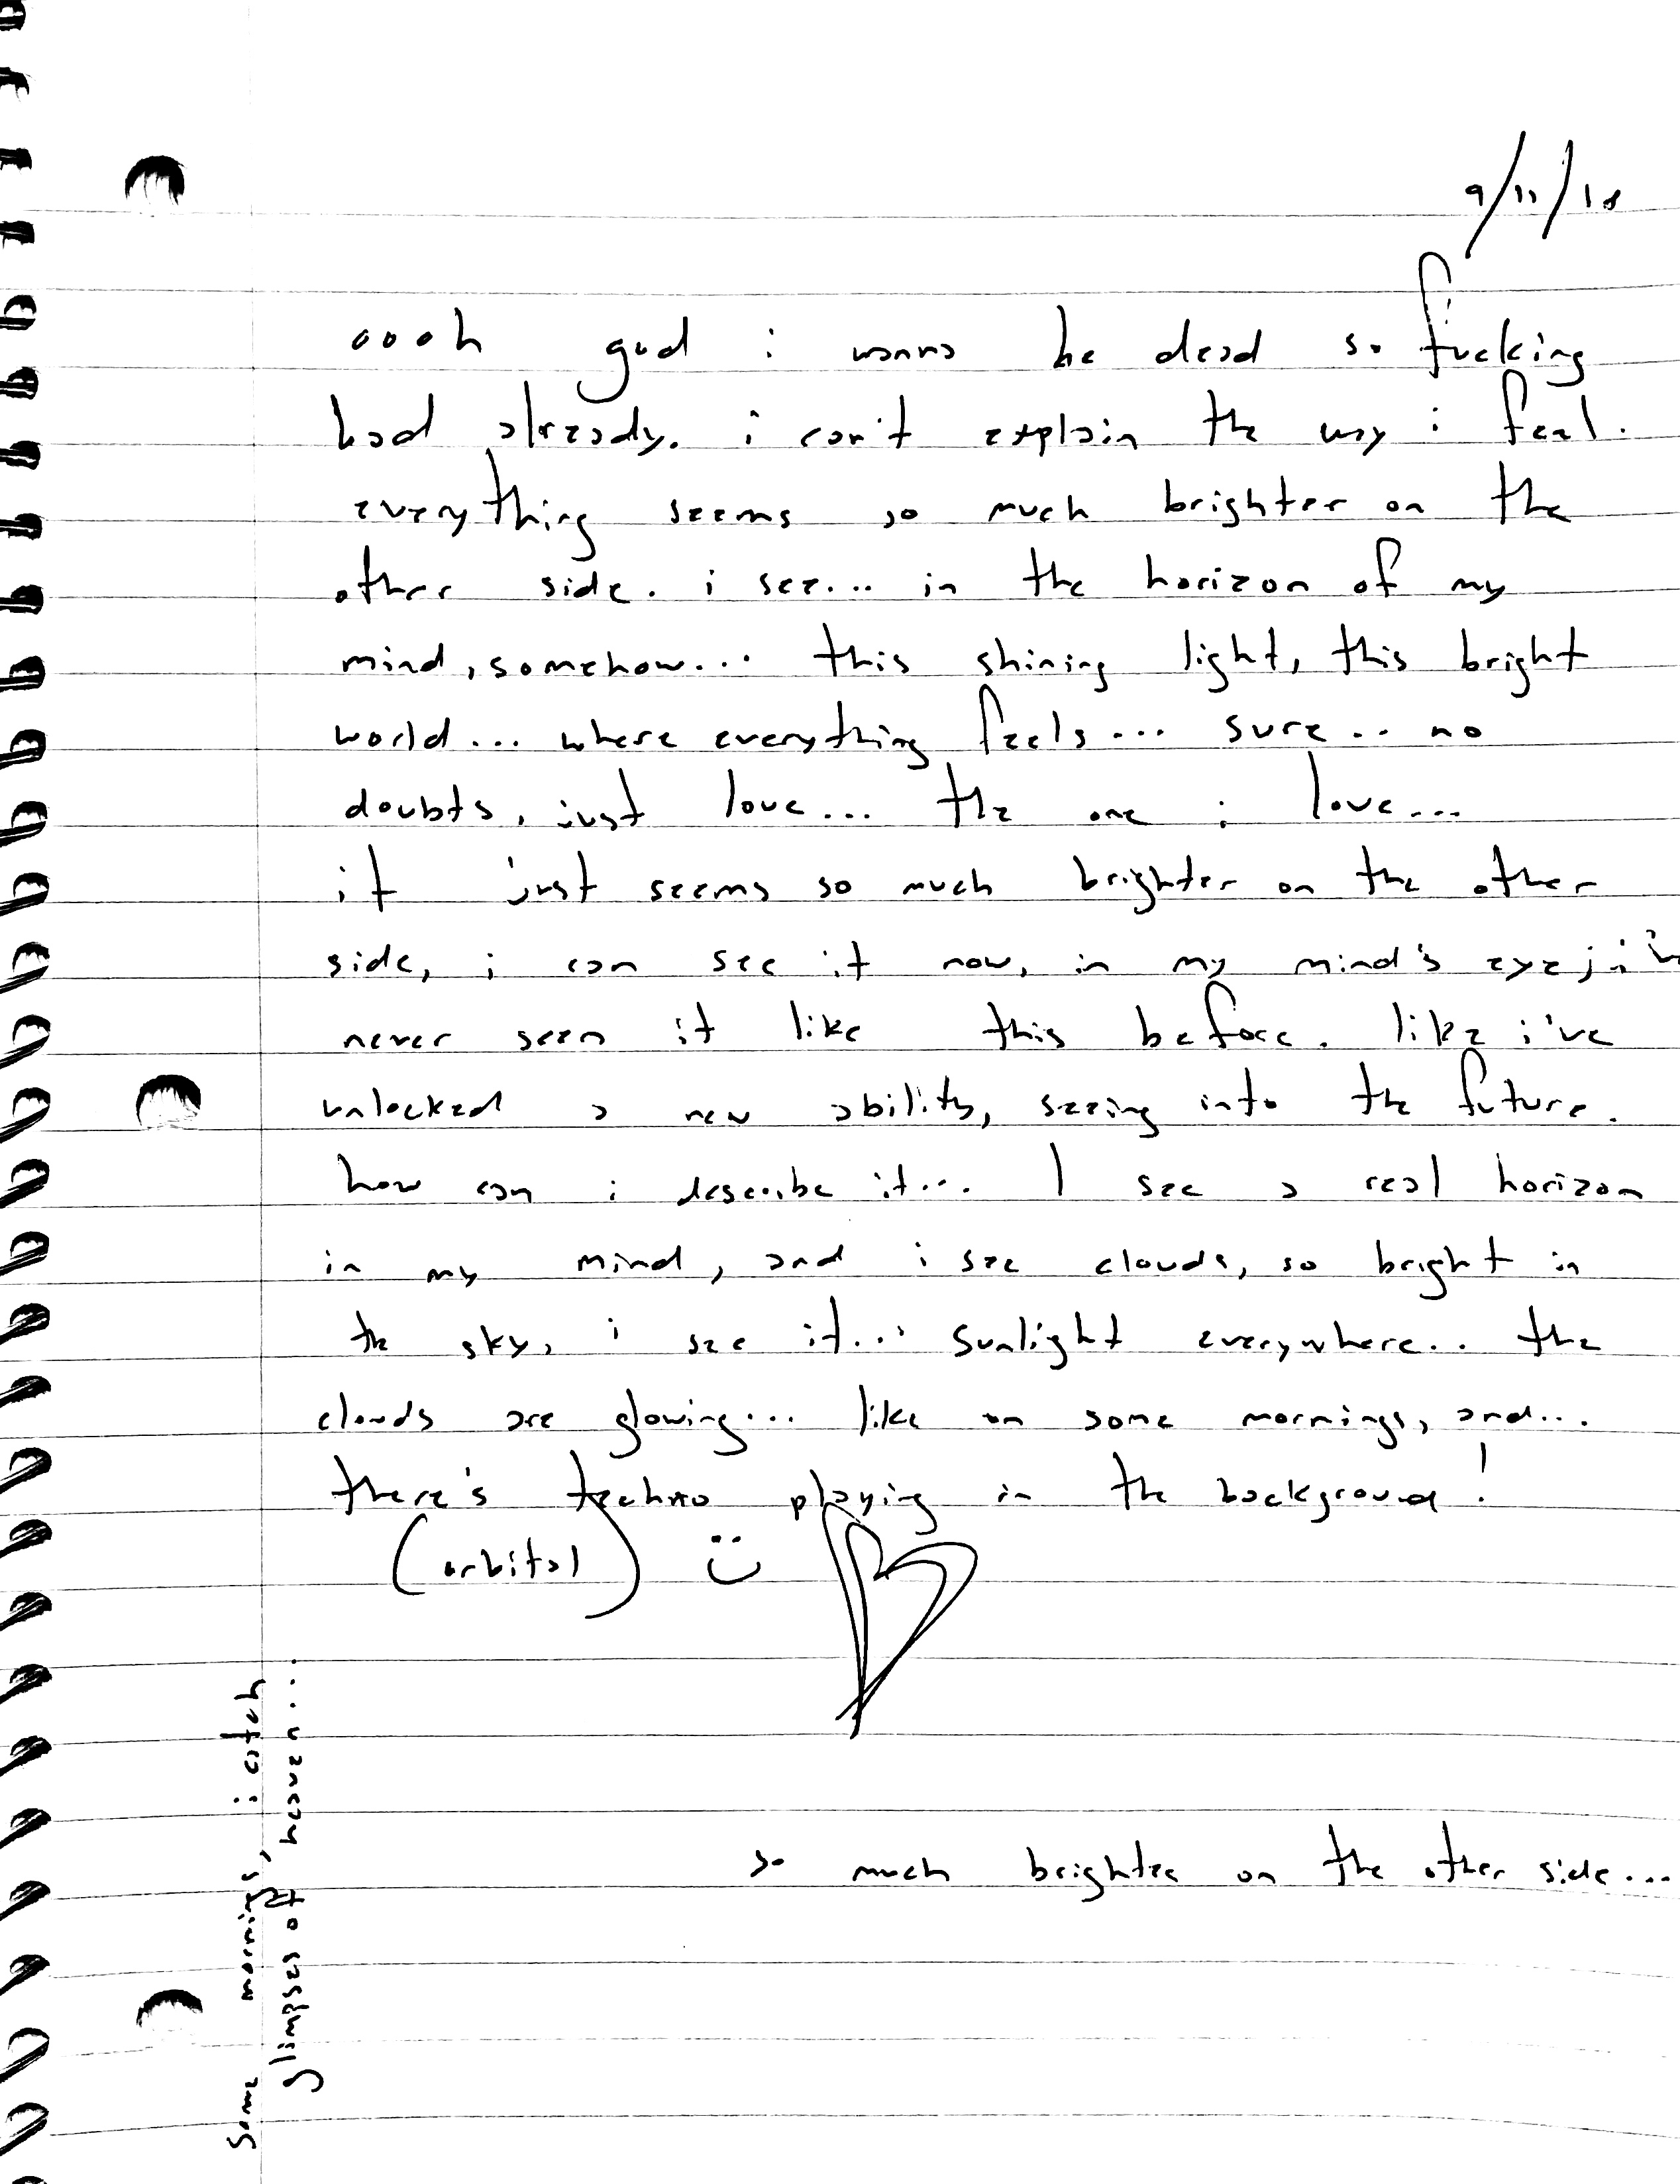 9/11/18
oooh god i wanna be dead so fucking
bad already. i can't explain the way i feel.
everything seems so much brighter on the
other side. i see... in the horizon of my
mind, somehow... this shining light, this bright
world... where everything feels... sure.. no
doubts, just love... the one i love...
it just seems so much brighter on the other
side, i can see it now, in my mind's eye; i've
never seen it like this before. like i've
unlocked a new ability, seeing into the future.
how can i describe it... I see a real horizon
in my mind, and i see clouds, so bright in
the sky, i see it... sunlight everywhere.. the
clouds are glowing... like on some mornings, and...
there's techno playing in the background!
(orbital) :)
some mornings, i catch
glimpses of heaven...
so much brighter on the other side...